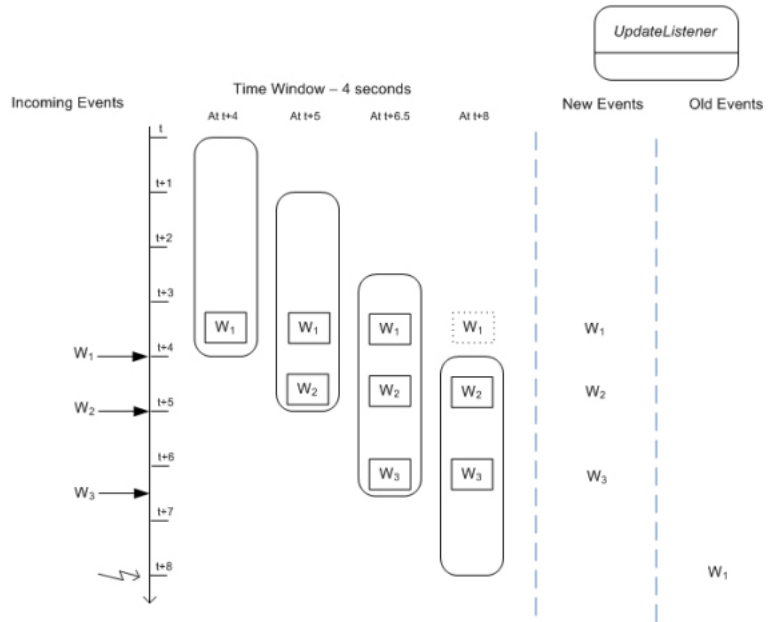 UpdateListener
Time Window – 4 seconds
Incoming Events
New Events
Old Events
At t+4
At t+5
At t+6.5
At t+8
t
t+1
t+2
t+3
W1
W1
W1
W1
W1
W1
t+4
W2
W2
W2
W2
W2
t+5
t+6
W3
W3
W3
W3
t+7
t+8
W1